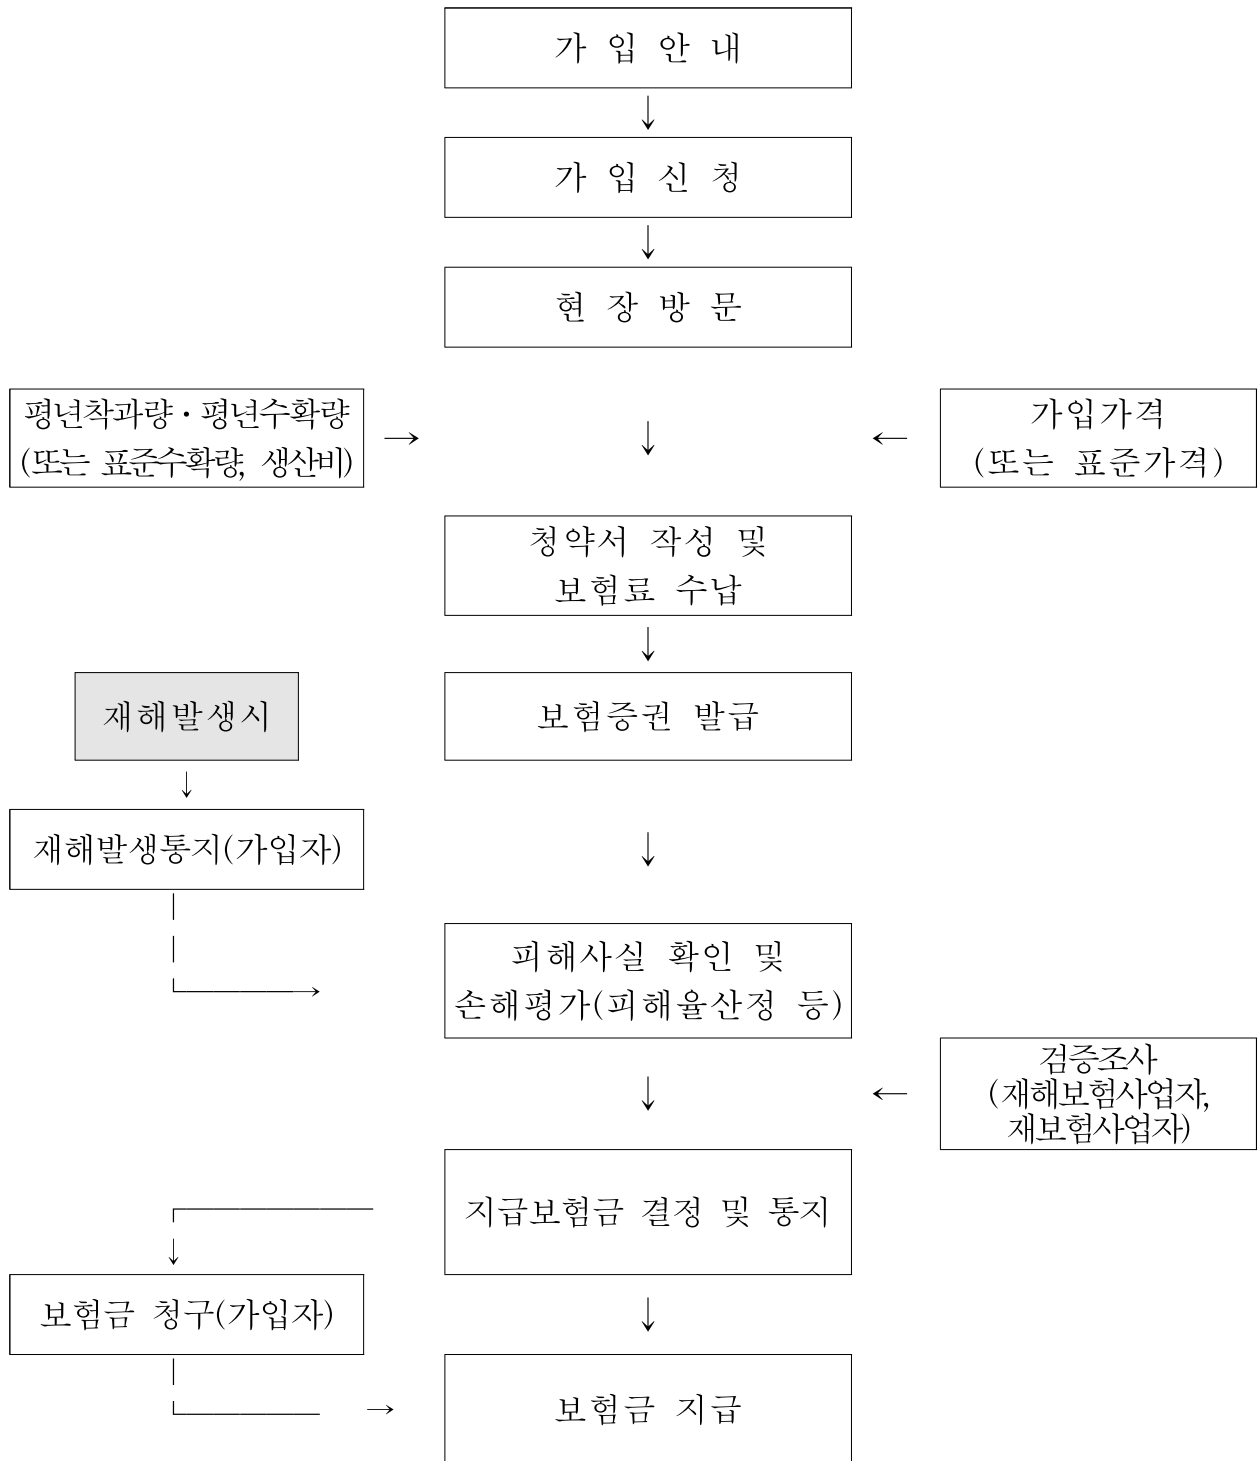 가 입 안 내
↓
가 입 신 청
↓
현 장 방 문
평년착과량·평년수확량
(또는 표준수확량, 생산비)
→
↓
←
가입가격
(또는 표준가격)
청약서 작성 및
보험료 수납
↓
재해발생시
보험증권 발급
↓
재해발생통지(가입자)
↓
피해사실 확인 및
손해평가(피해율산정 등)
↓
←
검증조사
(재해보험사업자,
재보험사업자)
지급보험금 결정 및 통지
↓
보험금 청구(가입자)
↓
→
보험금 지급